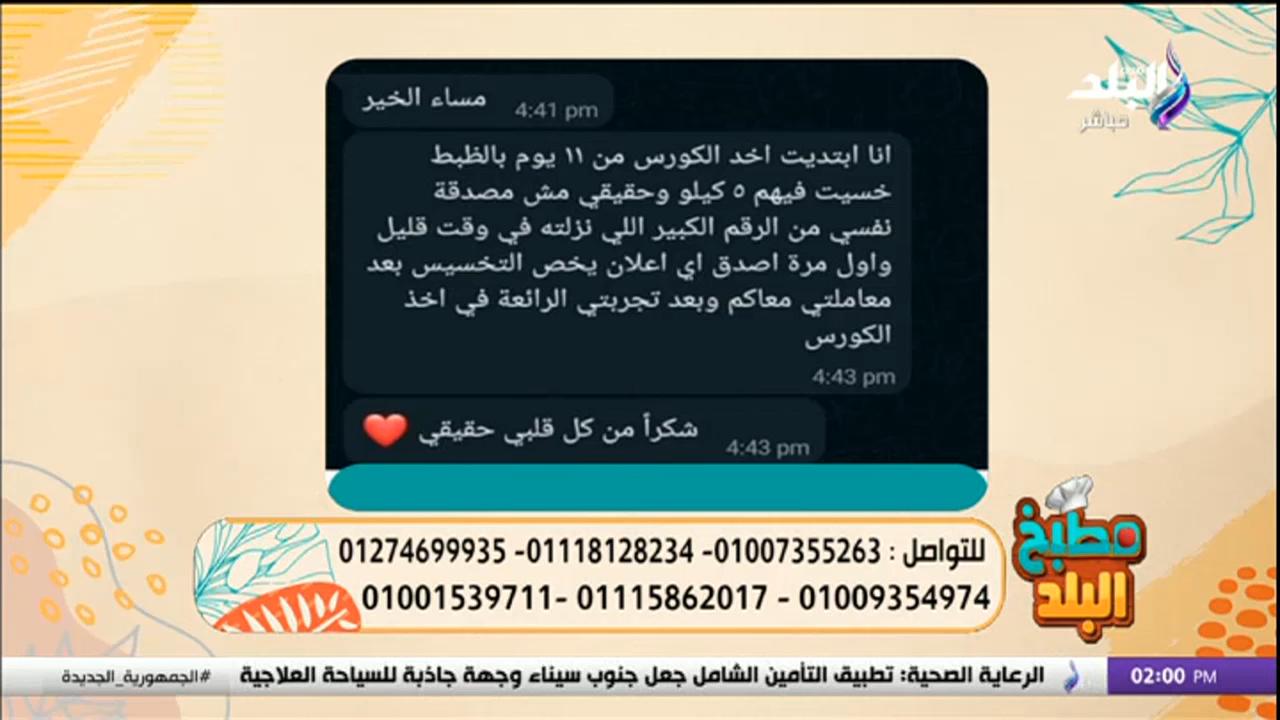 صدى
البلد
مباشر
مساء الخير
4:41 pm
انا ابتديت اخد الكورس من ١١ يوم بالظبط
خسيت فيهم ٥ كيلو وحقيقي مش مصدقة
نفسي من الرقم الكبير اللي نزلته في وقت قليل
واول مرة اصدق اي اعلان يخص التخسيس بعد
معاملتي معاكم وبعد تجربتي الرائعة في اخذ
الكورس
4:43 pm
شكراً من كل قلبي حقيقي ❤️
4:43 pm
للتواصل : 01007355263- 01118128234- 01274699935
01009354974 - 01115862017 -01001539711
مطبخ
البلد
02:00 PM
الرعاية الصحية: تطبيق التأمين الشامل جعل جنوب سيناء وجهة جاذبة للسياحة العلاجية
#الجمهورية_الجديدة